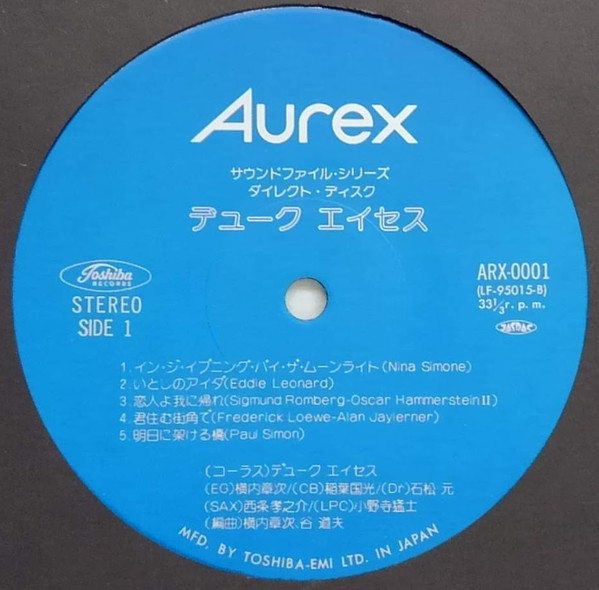 Aurex
サウンドファイル・シリーズ
ダイレクト・ディスク
デューク エイセス
Toshiba
RECORDS
STEREO
SIDE 1
ARX-0001
(LF-95015-B)
33⅓r.p.m.
JASRAC
1.イン・ジ・イブニング・バイ・ザ・ムーンライト(Nina Simone)
2.いとしのアイダ(Eddie Leonard)
3.恋人よ我に帰れ(Sigmund Romberg-Oscar HammersteinⅡ)
4.君住む街角で(Frederick Loewe-Alan Jaylerner)
5.明日に架ける橋(Paul Simon)
(コーラス)デューク エイセス
(EG)横内章次/(CB)稲葉国光/(Dr)石松 元
(SAX)西条孝之介/(LPC)小野寺猛士
(編曲)横内章次、谷 道夫
MFD. BY TOSHIBA-EMI LTD. IN JAPAN